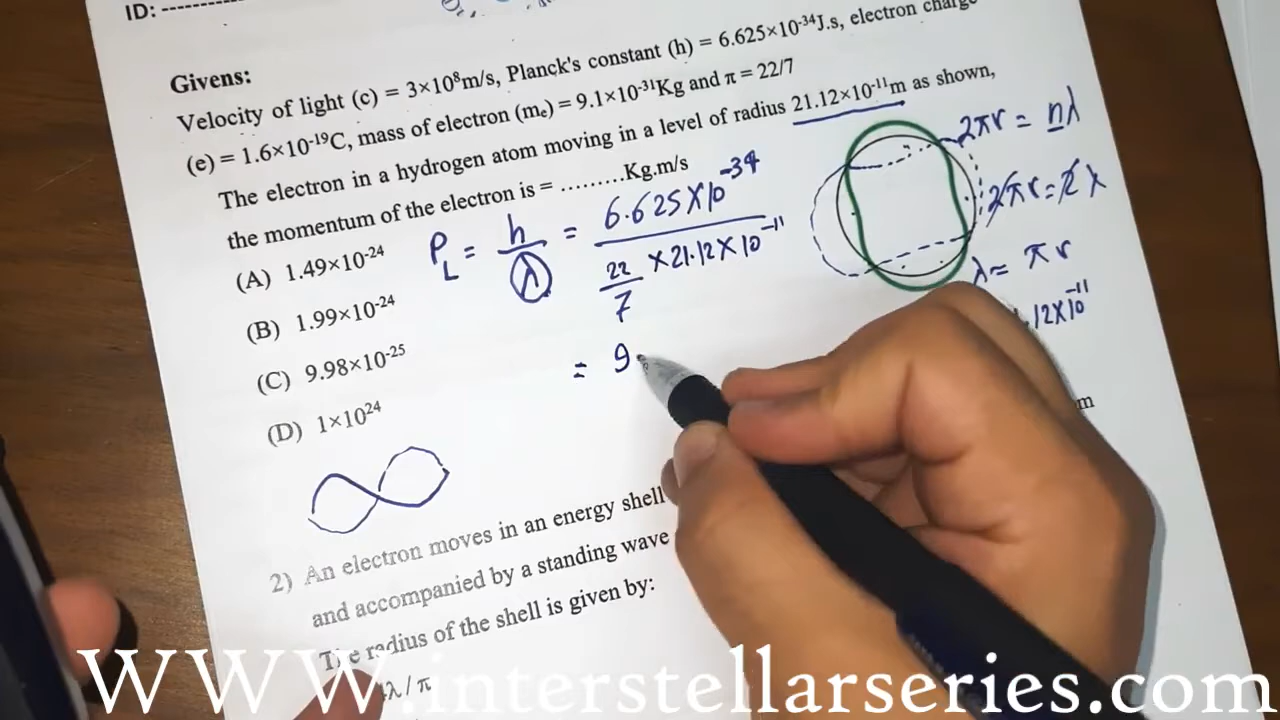 ID:
Givens:
Velocity of light (c) = 3×10⁸m/s, Planck's constant (h) = 6.625×10⁻³⁴J.s, electron charge
(e) = 1.6×10⁻¹⁹C, mass of electron (mₑ) = 9.1×10⁻³¹Kg and π = 22/7
The electron in a hydrogen atom moving in a level of radius 21.12×10⁻¹¹m as shown,
the momentum of the electron is = ………Kg.m/s
(A) 1.49×10⁻²⁴
(B) 1.99×10⁻²⁴
(C) 9.98×10⁻²⁵
(D) 1×10²⁴
P_L = h / λ = 6.625×10⁻³⁴ / 22/7 × 21.12×10⁻¹¹
= 9.
2πr = nλ
2πr = 2λ
λ = πr
.12×10⁻¹¹
m
2) An electron moves in an energy shell
and accompanied by a standing wave
The radius of the shell is given by:
λ / π
WWW.interstellarseries.com